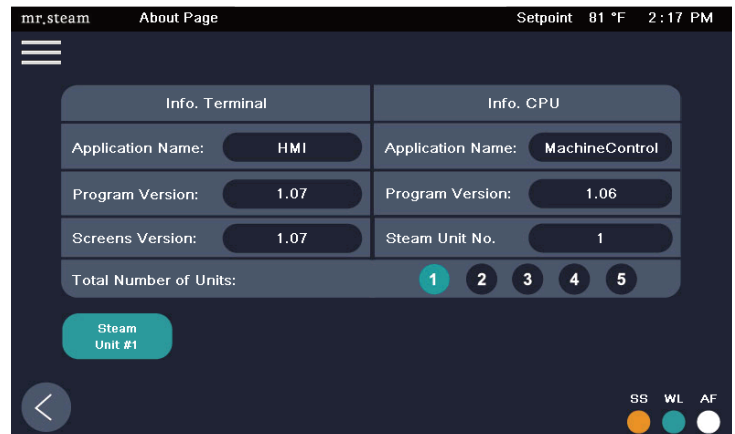 mr.steam About Page Setpoint 81 °F 2:17 PM
Info. Terminal Info. CPU
Application Name: HMI Application Name: MachineControl
Program Version: 1.07 Program Version: 1.06
Screens Version: 1.07 Steam Unit No. 1
Total Number of Units: 1 2 3 4 5
Steam
Unit #1
SS WL AF